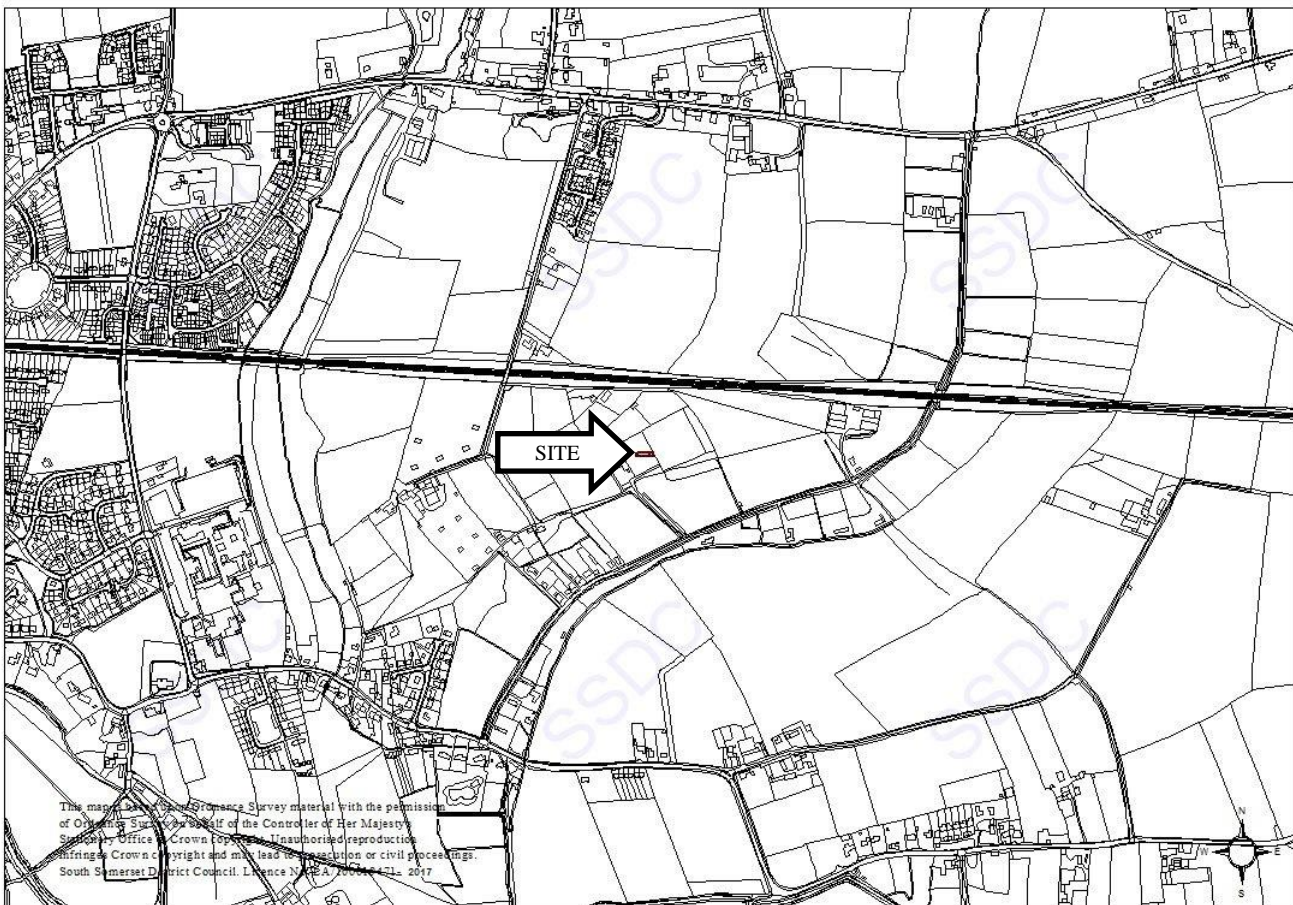 SSDC
SSDC
SITE
SSDC
SSDC
SSDC
This map is based upon Ordnance Survey material with the permission
of Ordnance Survey on behalf of the Controller of Her Majesty's
Stationery Office © Crown copyright. Unauthorised reproduction
infringes Crown copyright and may lead to prosecution or civil proceedings.
South Somerset District Council. Licence 2017
N
W E
S